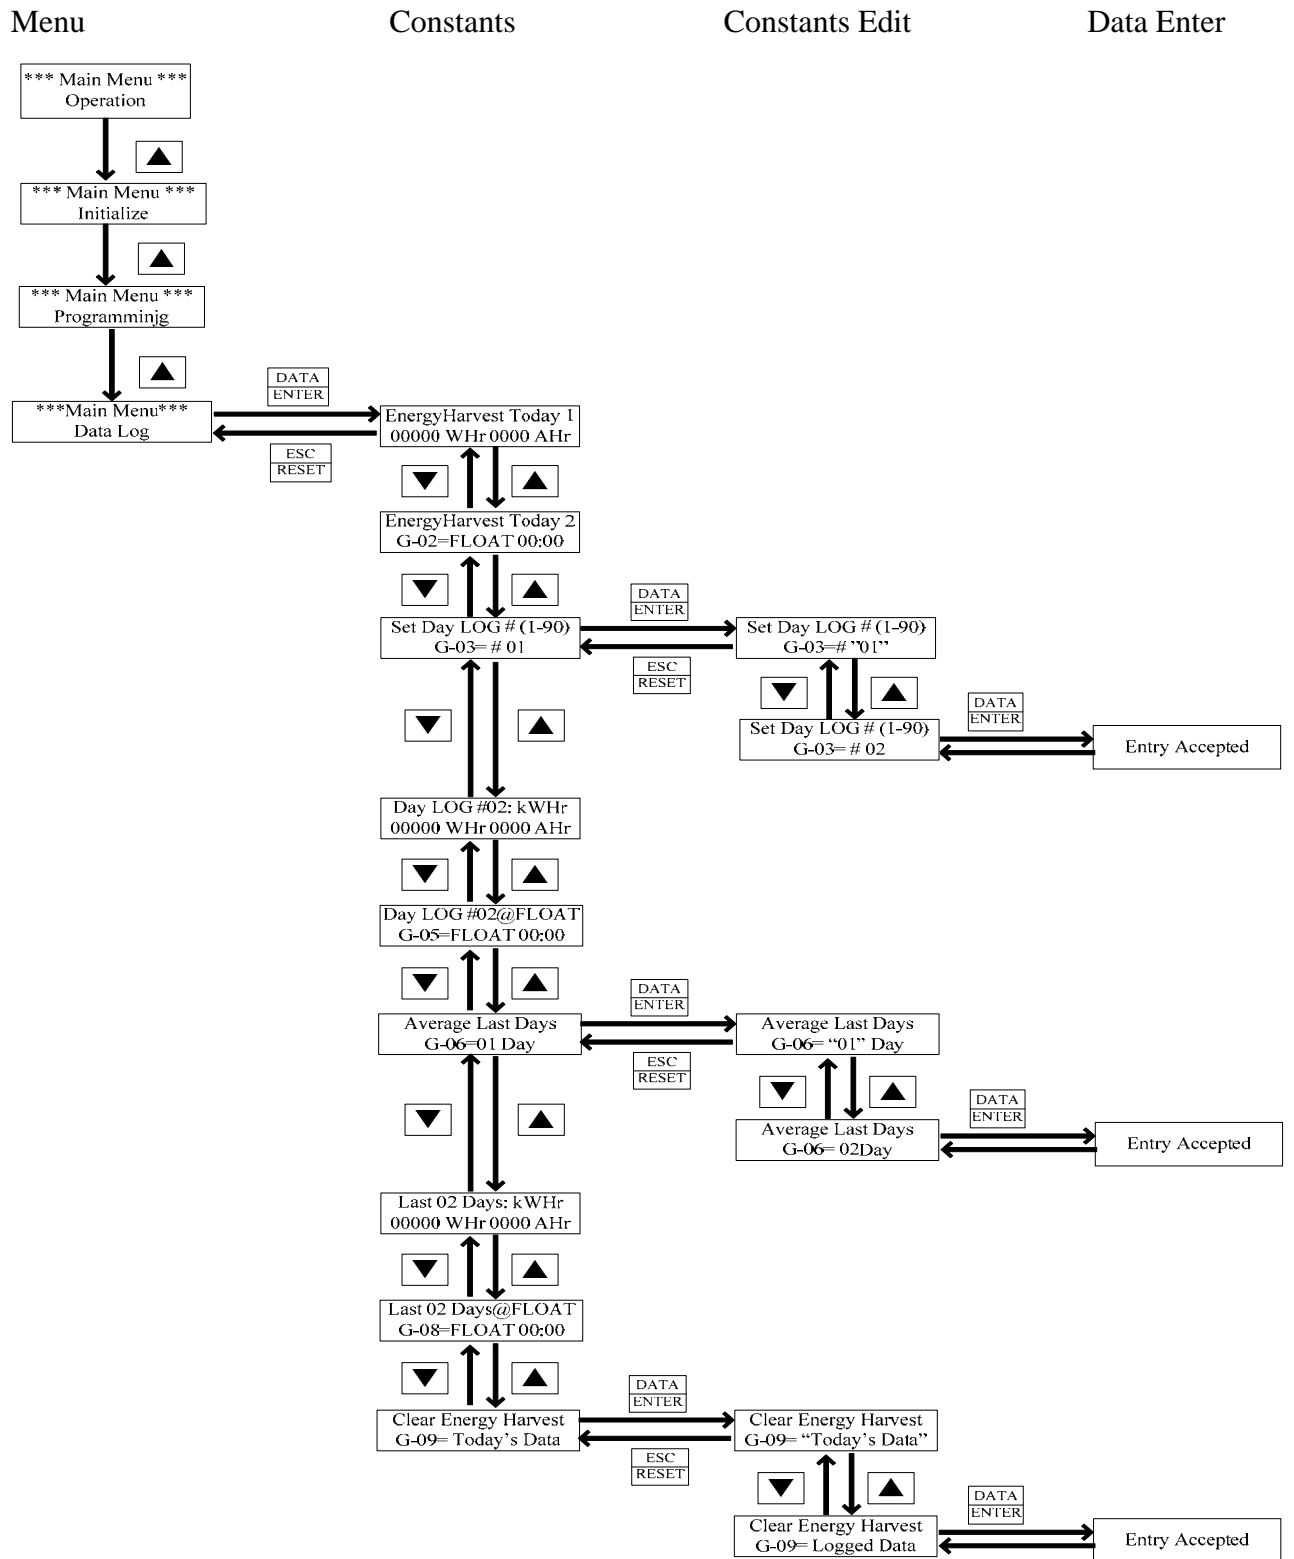 Menu
Constants
Constants Edit
Data Enter
*** Main Menu ***
Operation
*** Main Menu ***
Initialize
*** Main Menu ***
Programminjg
***Main Menu***
Data Log
DATA
ENTER
ESC
RESET
EnergyHarvest Today 1
00000 WHr 0000 AHr
EnergyHarvest Today 2
G-02=FLOAT 00:00
Set Day LOG # (1-90)
G-03= # 01
DATA
ENTER
ESC
RESET
Set Day LOG # (1-90)
G-03=# ”01”
Set Day LOG # (1-90)
G-03= # 02
DATA
ENTER
Entry Accepted
Day LOG #02: kWHr
00000 WHr 0000 AHr
Day LOG #02@FLOAT
G-05=FLOAT 00:00
Average Last Days
G-06=01 Day
DATA
ENTER
ESC
RESET
Average Last Days
G-06= “01” Day
Average Last Days
G-06= 02Day
DATA
ENTER
Entry Accepted
Last 02 Days: kWHr
00000 WHr 0000 AHr
Last 02 Days@FLOAT
G-08=FLOAT 00:00
Clear Energy Harvest
G-09= Today’s Data
DATA
ENTER
ESC
RESET
Clear Energy Harvest
G-09= “Today’s Data”
Clear Energy Harvest
G-09= Logged Data
DATA
ENTER
Entry Accepted